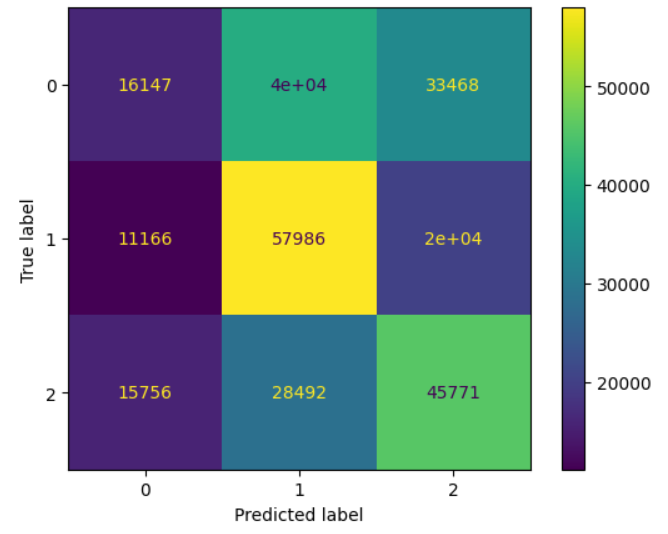 0 16147 4e+04 33468
50000
40000
True label
1 11166 57986 2e+04
30000
20000
2 15756 28492 45771
0 1 2
Predicted label